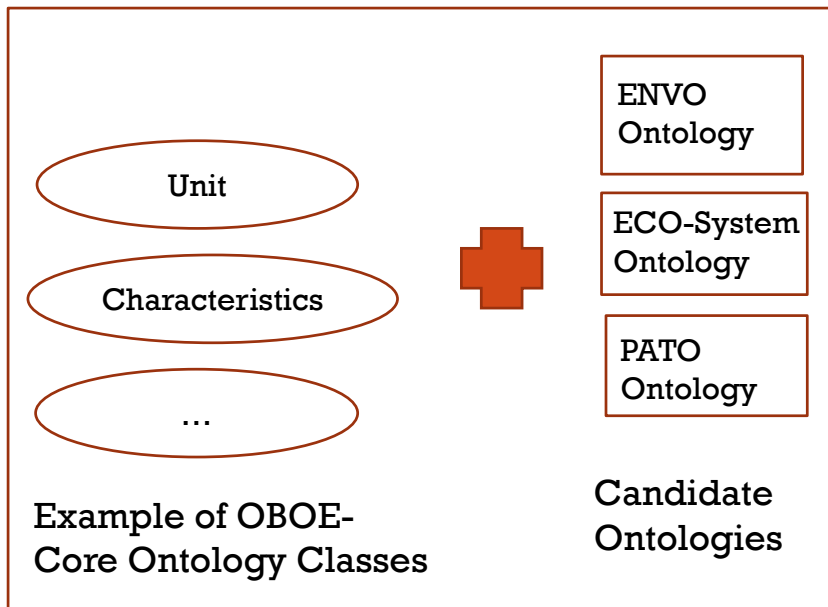 Unit
Characteristics
...
Example of OBOE-
Core Ontology Classes
ENVO
Ontology
ECO-System
Ontology
PATO
Ontology
Candidate
Ontologies